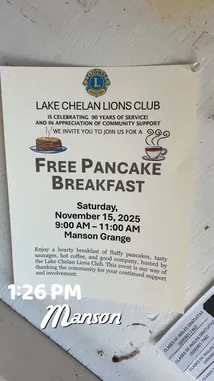 LIONS
L
LAKE CHELAN LIONS CLUB
IS CELEBRATING 90 YEARS OF SERVICE!
AND IN APPRECIATION OF COMMUNITY SUPPORT
WE INVITE YOU TO JOIN US FOR A
FREE PANCAKE
BREAKFAST
Saturday,
November 15, 2025
9:00 AM – 11:00 AM
Manson Grange
Enjoy a hearty breakfast of fluffy pancakes, tasty
sausages, hot coffee, and good company, hosted by
the Lake Chelan Lions Club. This event is our way of
thanking the community for your continued support
and involvement.
1:26 PM
Manson